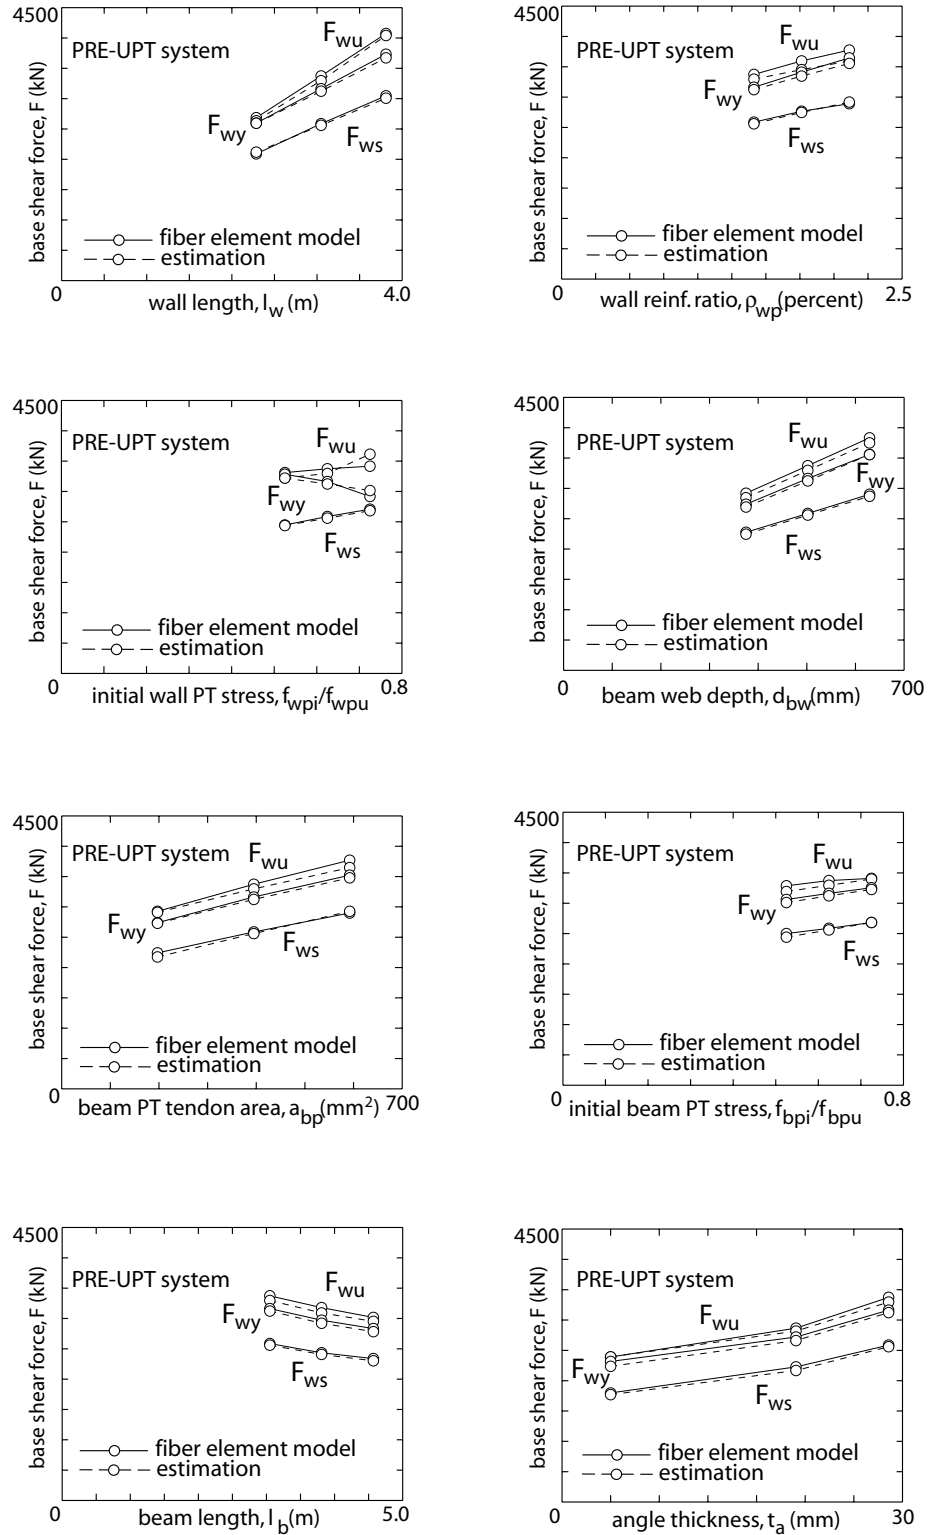 4500
PRE-UPT system
F_wu
F_wy
F_ws
base shear force, F (kN)
fiber element model
estimation
0
4.0
wall length, l_w (m)
4500
PRE-UPT system
F_wu
F_wy
F_ws
base shear force, F (kN)
fiber element model
estimation
0
2.5
wall reinf. ratio, ρ_wp (percent)
4500
PRE-UPT system
F_wu
F_wy
F_ws
base shear force, F (kN)
fiber element model
estimation
0
0.8
initial wall PT stress, f_wpi/f_wpu
4500
PRE-UPT system
F_wu
F_wy
F_ws
base shear force, F (kN)
fiber element model
estimation
0
700
beam web depth, d_bw (mm)
4500
PRE-UPT system
F_wu
F_wy
F_ws
base shear force, F (kN)
fiber element model
estimation
0
700
beam PT tendon area, a_bp (mm²)
4500
PRE-UPT system
F_wu
F_wy
F_ws
base shear force, F (kN)
fiber element model
estimation
0
0.8
initial beam PT stress, f_bpi/f_bpu
4500
PRE-UPT system
F_wu
F_wy
F_ws
base shear force, F (kN)
fiber element model
estimation
0
5.0
beam length, l_b (m)
4500
PRE-UPT system
F_wu
F_wy
F_ws
base shear force, F (kN)
fiber element model
estimation
0
30
angle thickness, t_a (mm)